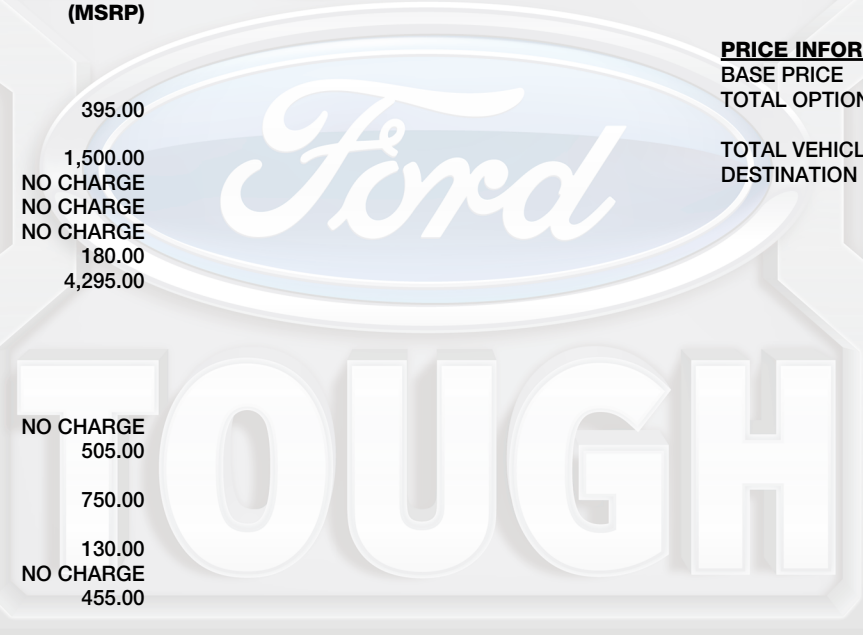 (MSRP)
395.00
1,500.00
NO CHARGE
NO CHARGE
NO CHARGE
180.00
4,295.00
NO CHARGE
505.00
750.00
130.00
NO CHARGE
455.00
PRICE INFOR
BASE PRICE
TOTAL OPTION
TOTAL VEHICL
DESTINATION
Ford
TOUGH